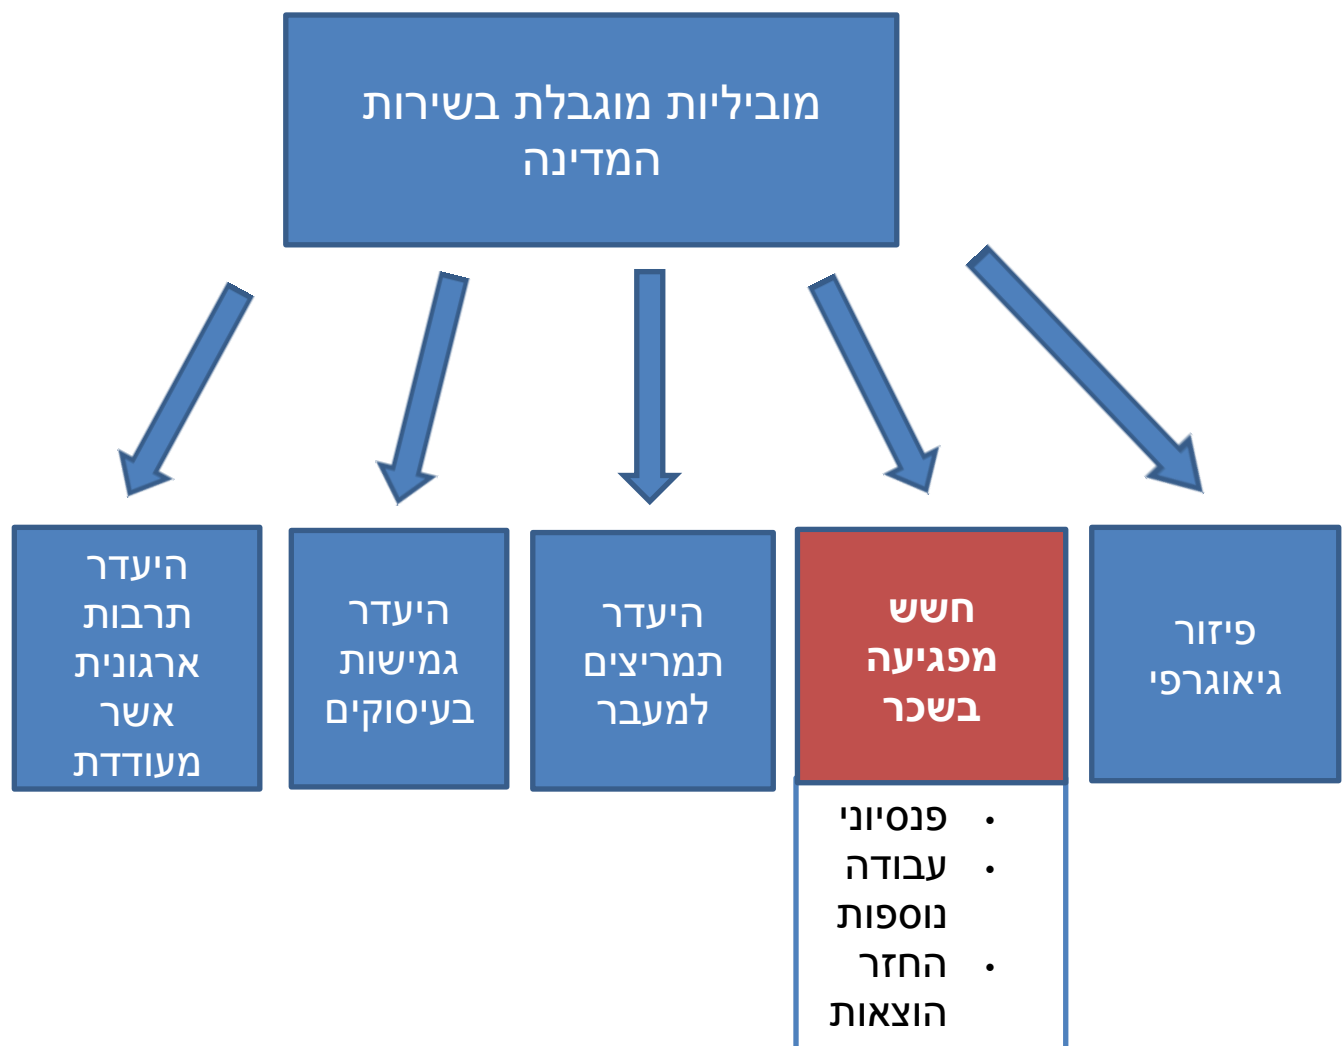 מוביליות מוגבלת בשירות
המדינה
פיזור
גיאוגרפי
חשש
מפגיעה
בשכר
• פנסיוני
• עבודה
נוספות
• החזר
הוצאות
היעדר
תמריצים
למעבר
היעדר
גמישות
בעיסוקים
היעדר
תרבות
ארגונית
אשר
מעודדת